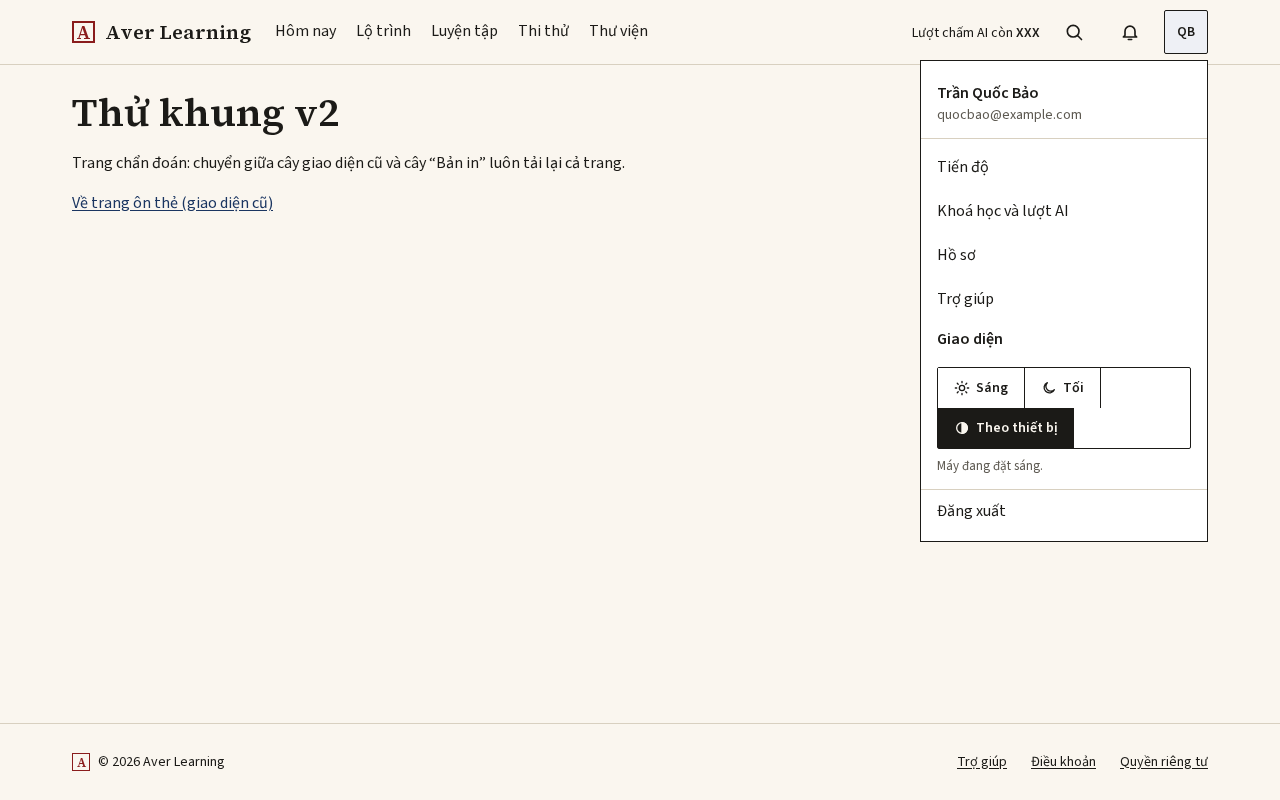 A Aver Learning Hôm nay Lộ trình Luyện tập Thi thử Thư viện Lượt chấm AI còn XXX QB
Thử khung v2
Trang chẩn đoán: chuyển giữa cây giao diện cũ và cây “Bản in” luôn tải lại cả trang.
Về trang ôn thẻ (giao diện cũ)
Trần Quốc Bảo
quocbao@example.com
Tiến độ
Khoá học và lượt AI
Hồ sơ
Trợ giúp
Giao diện
Sáng Tối
Theo thiết bị
Máy đang đặt sáng.
Đăng xuất
A © 2026 Aver Learning Trợ giúp Điều khoản Quyền riêng tư